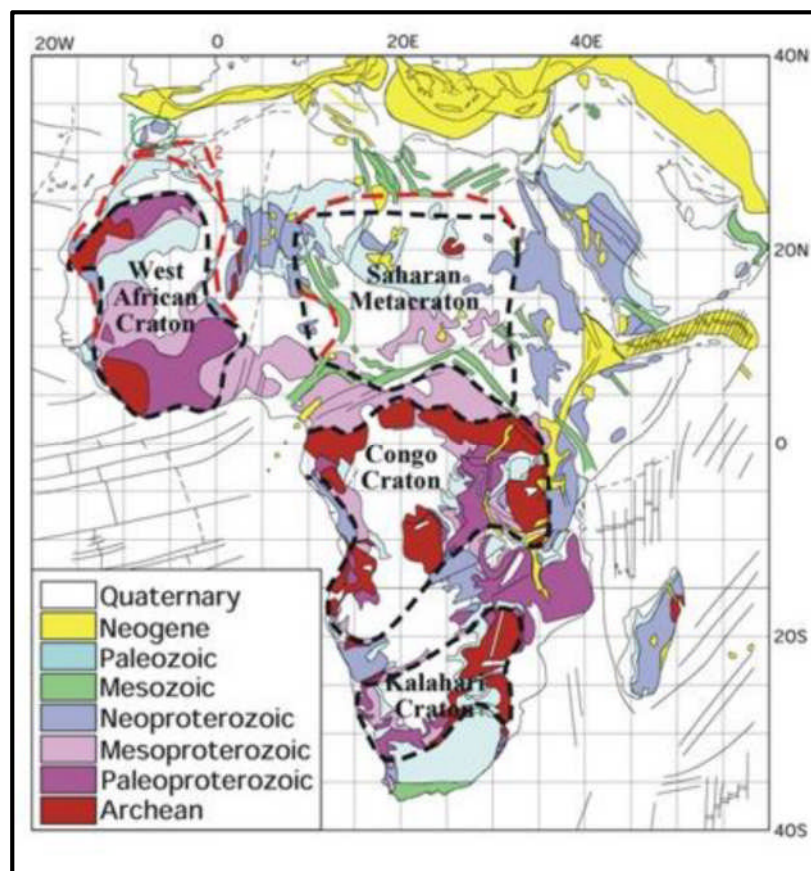 20W 0 20E 40E
40N
?
2
20N
West
African
Craton
Saharan
Metacraton
0
Congo
Craton
Quaternary
Neogene
20S
Paleozoic
Mesozoic
Kalahari
Craton
Neoproterozoic
Mesoproterozoic
Paleoproterozoic
Archean
40S